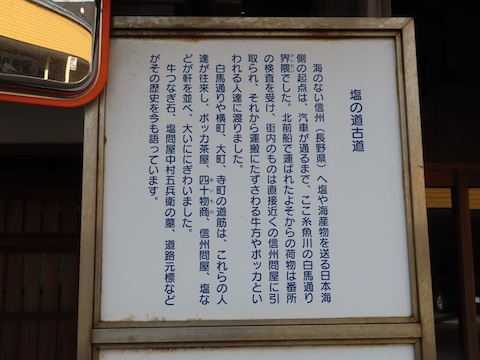 塩の道古道
海のない信州（長野県）へ塩や海産物を送る日本海
側の起点は、汽車が通るまで、ここ糸魚川の白馬通り
界隈でした。北前船で運ばれたよそからの荷物は番所
の検査を受け、街内のものは直接近くの信州問屋に引
取られ、それから運搬にたずさわる牛方やボッカとい
われる人達に渡りました。
白馬通りや横町、大町、寺町の道筋は、これらの人
達が往来し、ボッカ茶屋、四十物商、信州問屋、塩な
どが軒を並べ、大いににぎわいました。
牛つなぎ石、塩問屋中村五兵衛の墓、道路元標など
がその歴史を今も語っています。